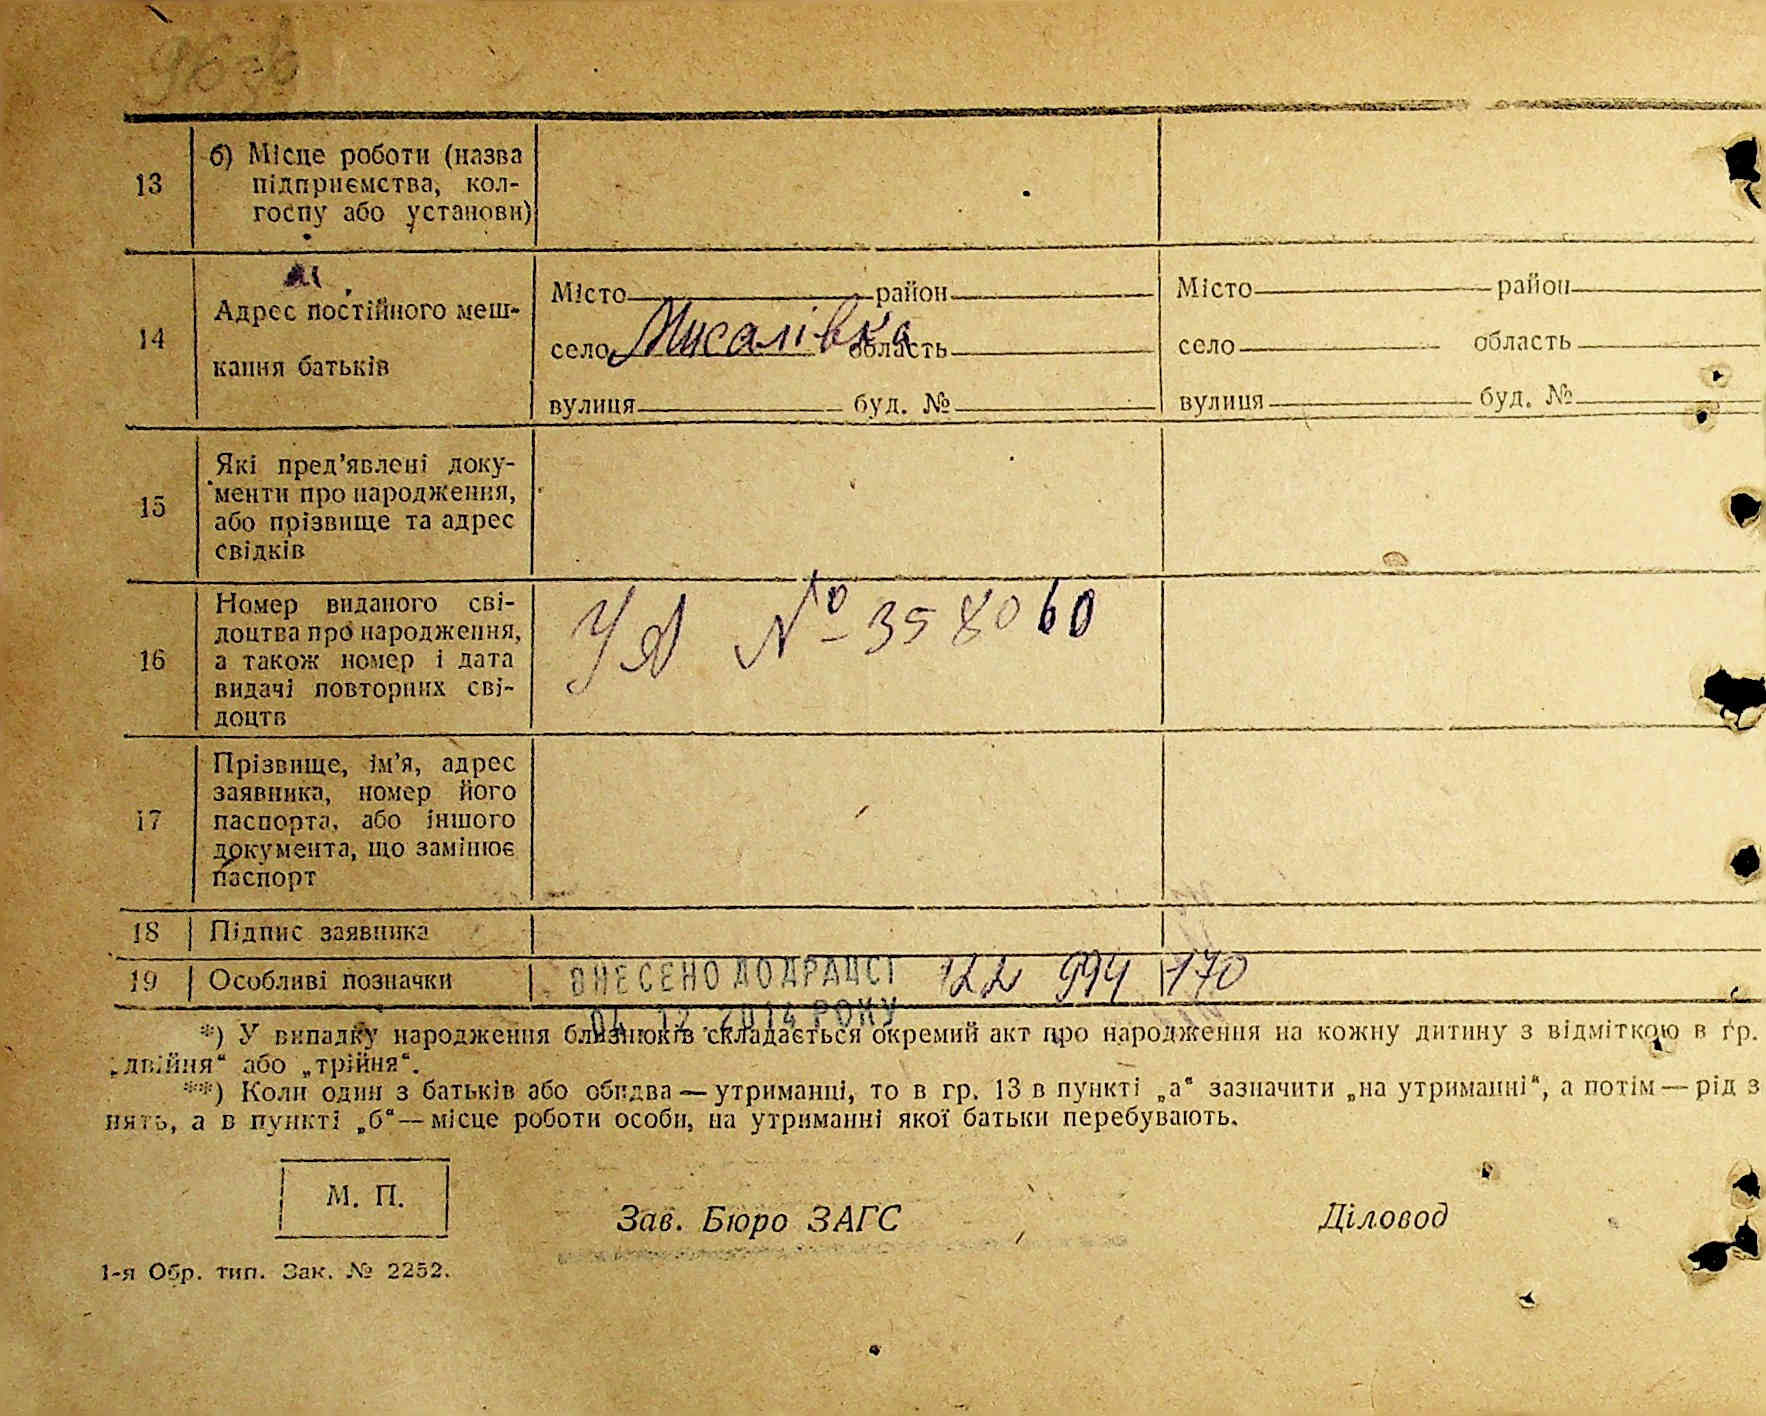 13
б) Місце роботи (назва
підприємства, кол-
госпу або установи)
14
Адрес постійного меш-
кання батьків
Місто район
село Мисалівка область
вулиця буд. №
Місто район
село область
вулиця буд. №
15
Які пред’явлені доку-
менти про народження,
або прізвище та адрес
свідків
16
Номер виданого сві-
доцтва про народження,
а також номер і дата
видачі повторних сві-
доцтв
УЯ № 358060
17
Прізвище, ім’я, адрес
заявника, номер його
паспорта, або іншого
документа, що замінює
паспорт
18 Підпис заявника
19 Особливі позначки ВНЕСЕНО ДО ДРАЦСГ 122 994 170
12 2014 РОКУ
*) У випадку народження близнюків складається окремий акт про народження на кожну дитину з відміткою в гр.
„двійня“ або „трійня“.
**) Коли один з батьків або обидва — утриманці, то в гр. 13 в пункті „а“ зазначити „на утриманні“, а потім — рід з
нять, а в пункті „б“ — місце роботи особи, на утриманні якої батьки перебувають.
М. П.
Зав. Бюро ЗАГС
Діловод
1-я Обр. тип. Зак. № 2252.